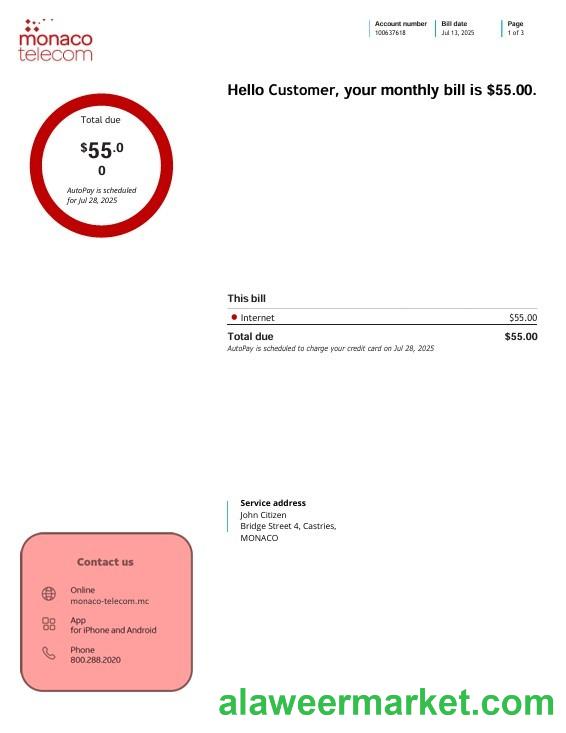 monaco
telecom
Account number
100637618
Bill date
Jul 13, 2025
Page
1 of 3
Hello Customer, your monthly bill is $55.00.
Total due
$55.0
0
AutoPay is scheduled
for Jul 28, 2025
This bill
Internet $55.00
Total due $55.00
AutoPay is scheduled to charge your credit card on Jul 28, 2025
Service address
John Citizen
Bridge Street 4, Castries,
MONACO
Contact us
Online
monaco-telecom.mc
App
for iPhone and Android
Phone
800.288.2020
alaweermarket.com